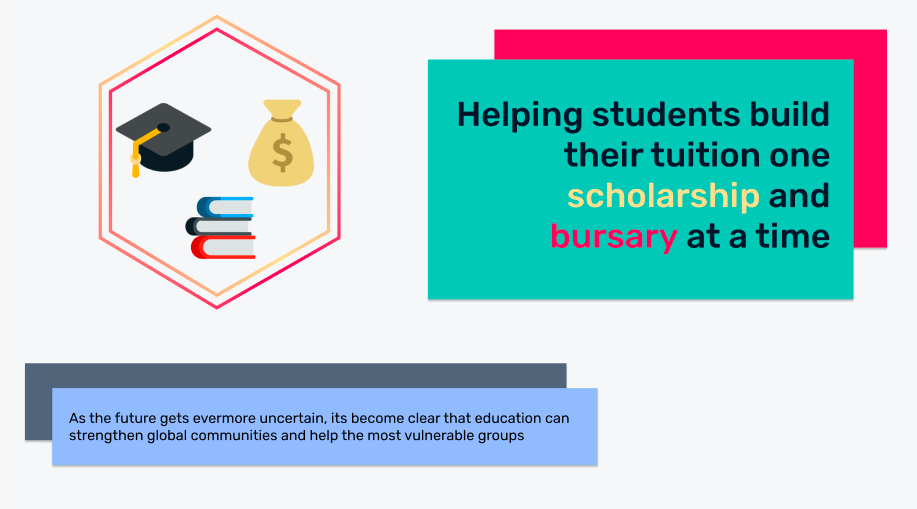 Helping students build
their tuition one
scholarship and
bursary at a time
$
As the future gets evermore uncertain, its become clear that education can
strengthen global communities and help the most vulnerable groups